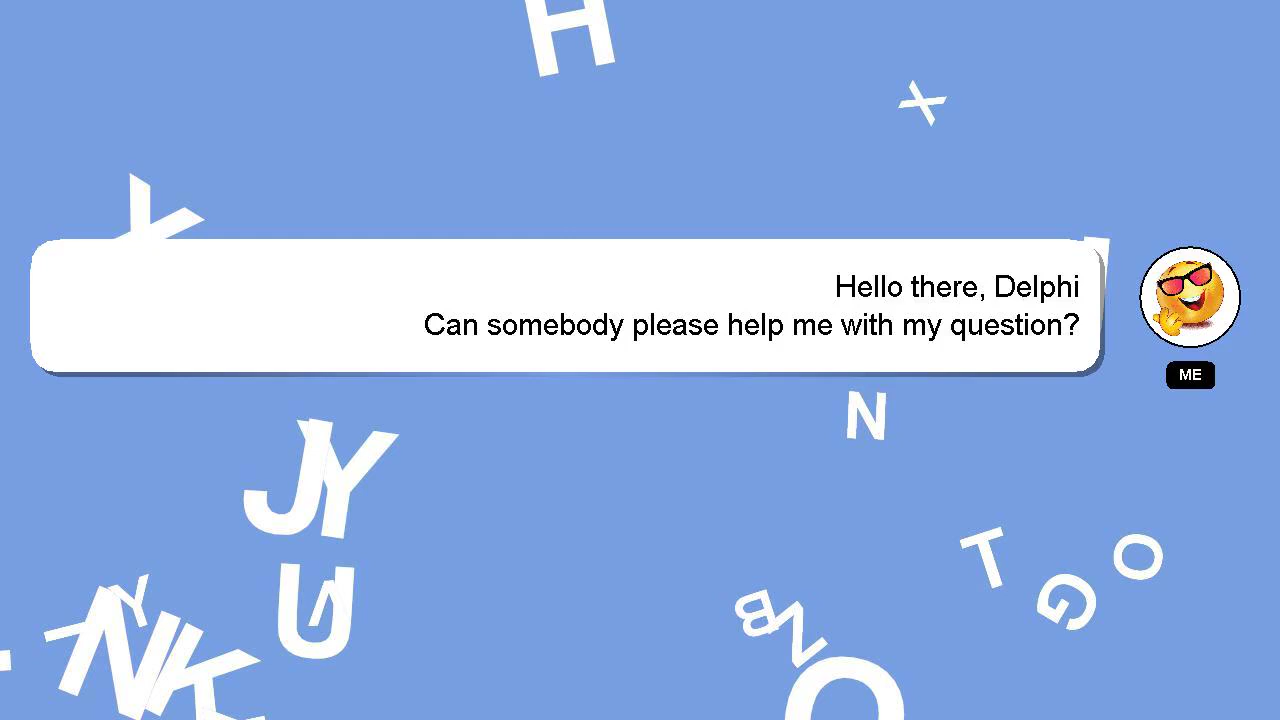 H
X
Y
Hello there, Delphi
Can somebody please help me with my question?
ME
N
J
Y
T
O
U
G
Y
B
N
N
K
O